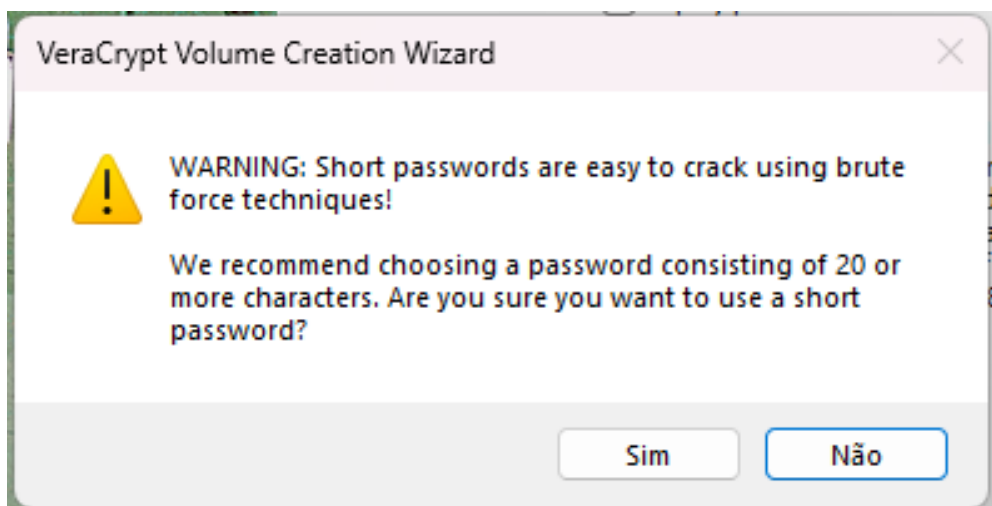 VeraCrypt Volume Creation Wizard
WARNING: Short passwords are easy to crack using brute
force techniques!
We recommend choosing a password consisting of 20 or
more characters. Are you sure you want to use a short
password?
Sim
Não